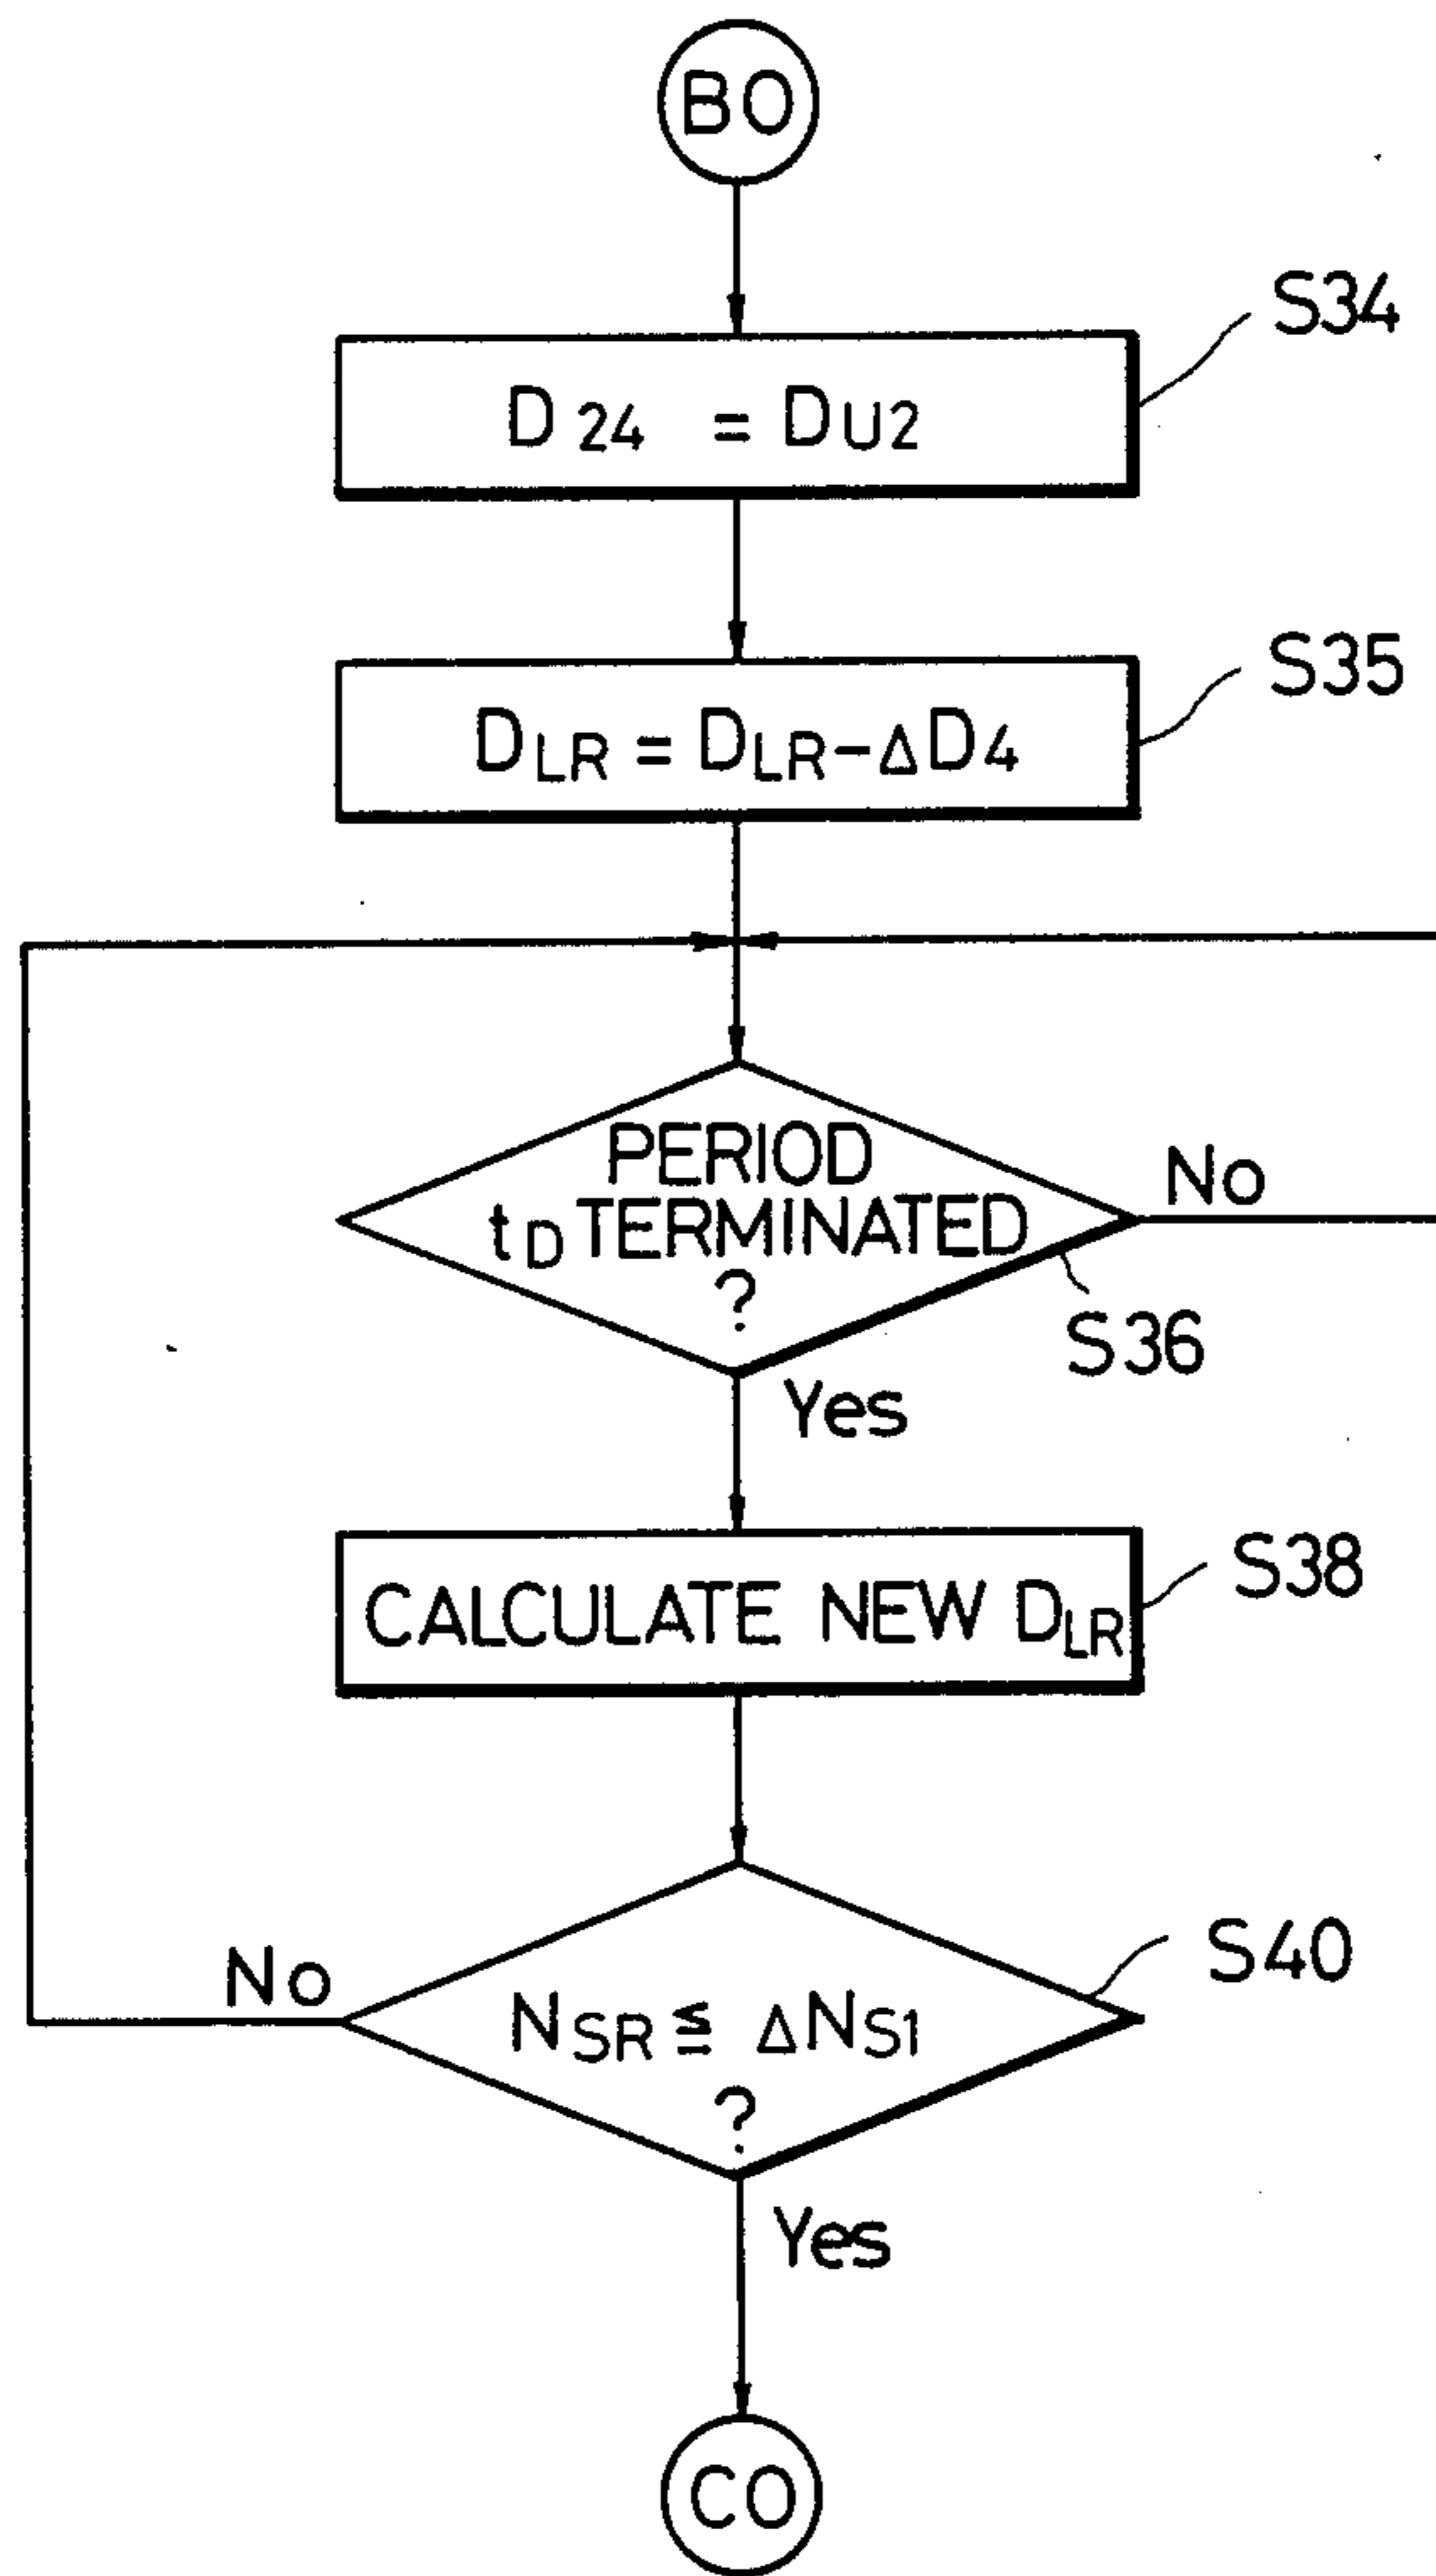 BO
S34
D24 = DU2
S35
DLR = DLR-ΔD4
PERIOD
No
tD TERMINATED
?
S36
Yes
S38
CALCULATE NEW DLR
S40
No
NSR ≦ ΔNS1
?
Yes
CO